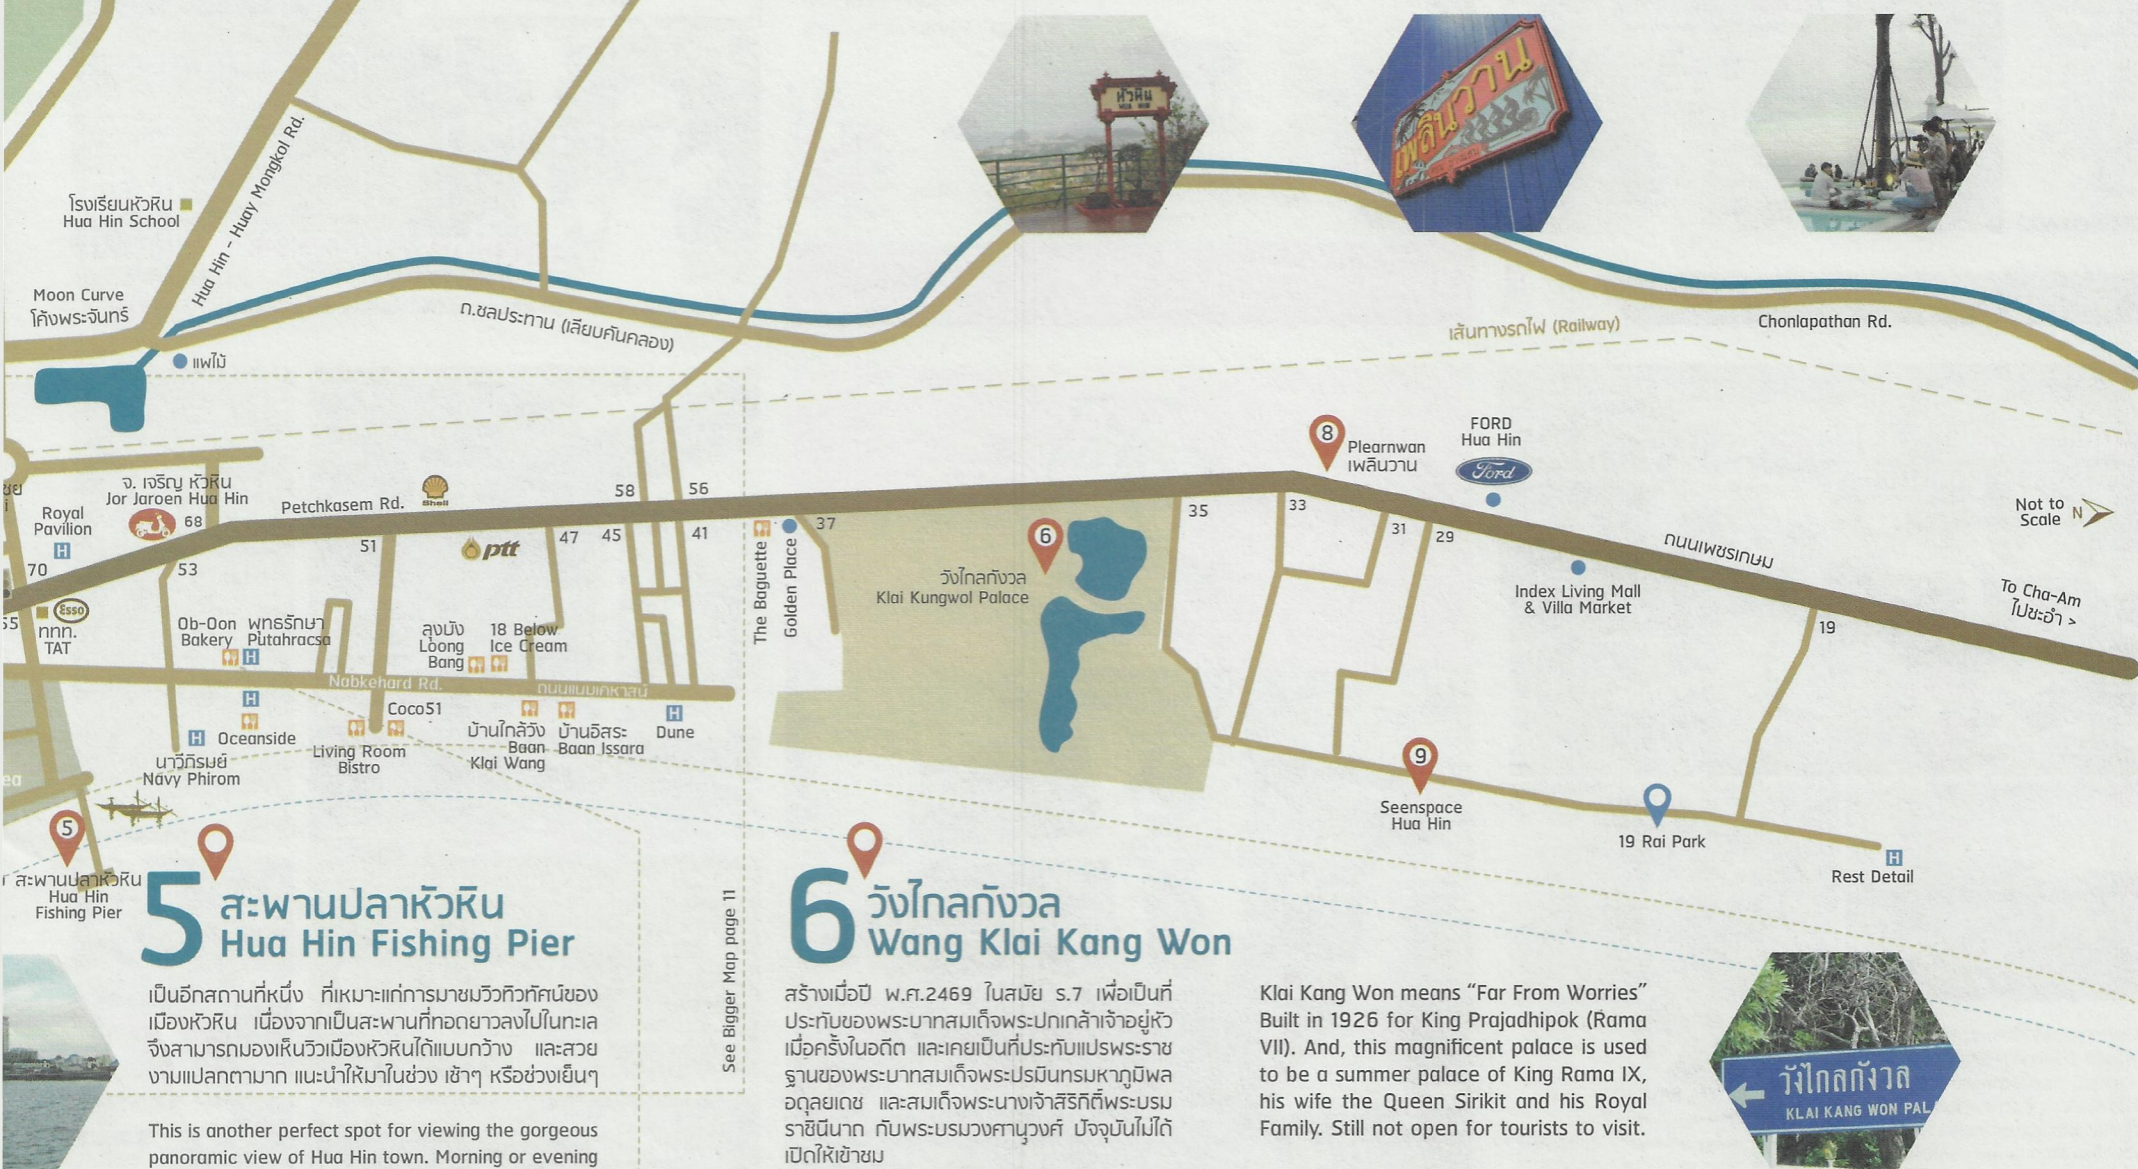 หัวหิน
HUA HIN
เพลินวาน
Hua Hin - Huay Mongkol Rd.
โรงเรียนหัวหิน
Hua Hin School
Moon Curve
โค้งพระจันทร์
แพไม้
ถ.ชลประทาน (เลียบคันคลอง)
เส้นทางรถไฟ (Railway)
Chonlapathan Rd.
8
Plearnwan
เพลินวาน
FORD
Hua Hin
Ford
Not to
Scale
N
จ. เจริญ หัวหิน
Jor Jaroen Hua Hin
68
Royal
Pavilion
H
70
Petchkasem Rd.
Shell
58
56
51
53
ptt
47
45
41
The Baguette
Golden Place
37
6
วังไกลกังวล
Klai Kungwol Palace
35
33
31
29
ถนนเพชรเกษม
Index Living Mall
& Villa Market
To Cha-Am
ไปชะอำ >
19
Esso
55
ททท.
TAT
Ob-Oon
Bakery
พุทธรักษา
Putahracsa
H
ลุงบัง
Loong
Bang
18 Below
Ice Cream
Nabkehard Rd.
ถนนแนบเคหาสน์
H
Oceanside
H
นาวีภิรมย์
Navy Phirom
Coco51
Living Room
Bistro
บ้านใกล้วัง
Baan
Klai Wang
บ้านอิสระ
Baan Issara
H
Dune
9
Seenspace
Hua Hin
19 Rai Park
H
Rest Detail
5
สะพานปลาหัวหิน
Hua Hin
Fishing Pier
See Bigger Map page 11
5
สะพานปลาหัวหิน
Hua Hin Fishing Pier
เป็นอีกสถานที่หนึ่ง ที่เหมาะแก่การมาชมวิวทิวทัศน์ของ
เมืองหัวหิน เนื่องจากเป็นสะพานที่ทอดยาวลงไปในทะเล
จึงสามารถมองเห็นวิวเมืองหัวหินได้แบบกว้าง และสวย
งามแปลกตามาก แนะนำให้มาในช่วง เช้าๆ หรือช่วงเย็นๆ
This is another perfect spot for viewing the gorgeous
panoramic view of Hua Hin town. Morning or evening
6
วังไกลกังวล
Wang Klai Kang Won
สร้างเมื่อปี พ.ศ.2469 ในสมัย ร.7 เพื่อเป็นที่
ประทับของพระบาทสมเด็จพระปกเกล้าเจ้าอยู่หัว
เมื่อครั้งในอดีต และเคยเป็นที่ประทับแปรพระราช
ฐานของพระบาทสมเด็จพระปรมินทรมหาภูมิพล
อดุลยเดช และสมเด็จพระนางเจ้าสิริกิติ์พระบรม
ราชินีนาถ กับพระบรมวงศานุวงศ์ ปัจจุบันไม่ได้
เปิดให้เข้าชม
Klai Kang Won means “Far From Worries”
Built in 1926 for King Prajadhipok (Rama
VII). And, this magnificent palace is used
to be a summer palace of King Rama IX,
his wife the Queen Sirikit and his Royal
Family. Still not open for tourists to visit.
วังไกลกังวล
KLAI KANG WON PAL